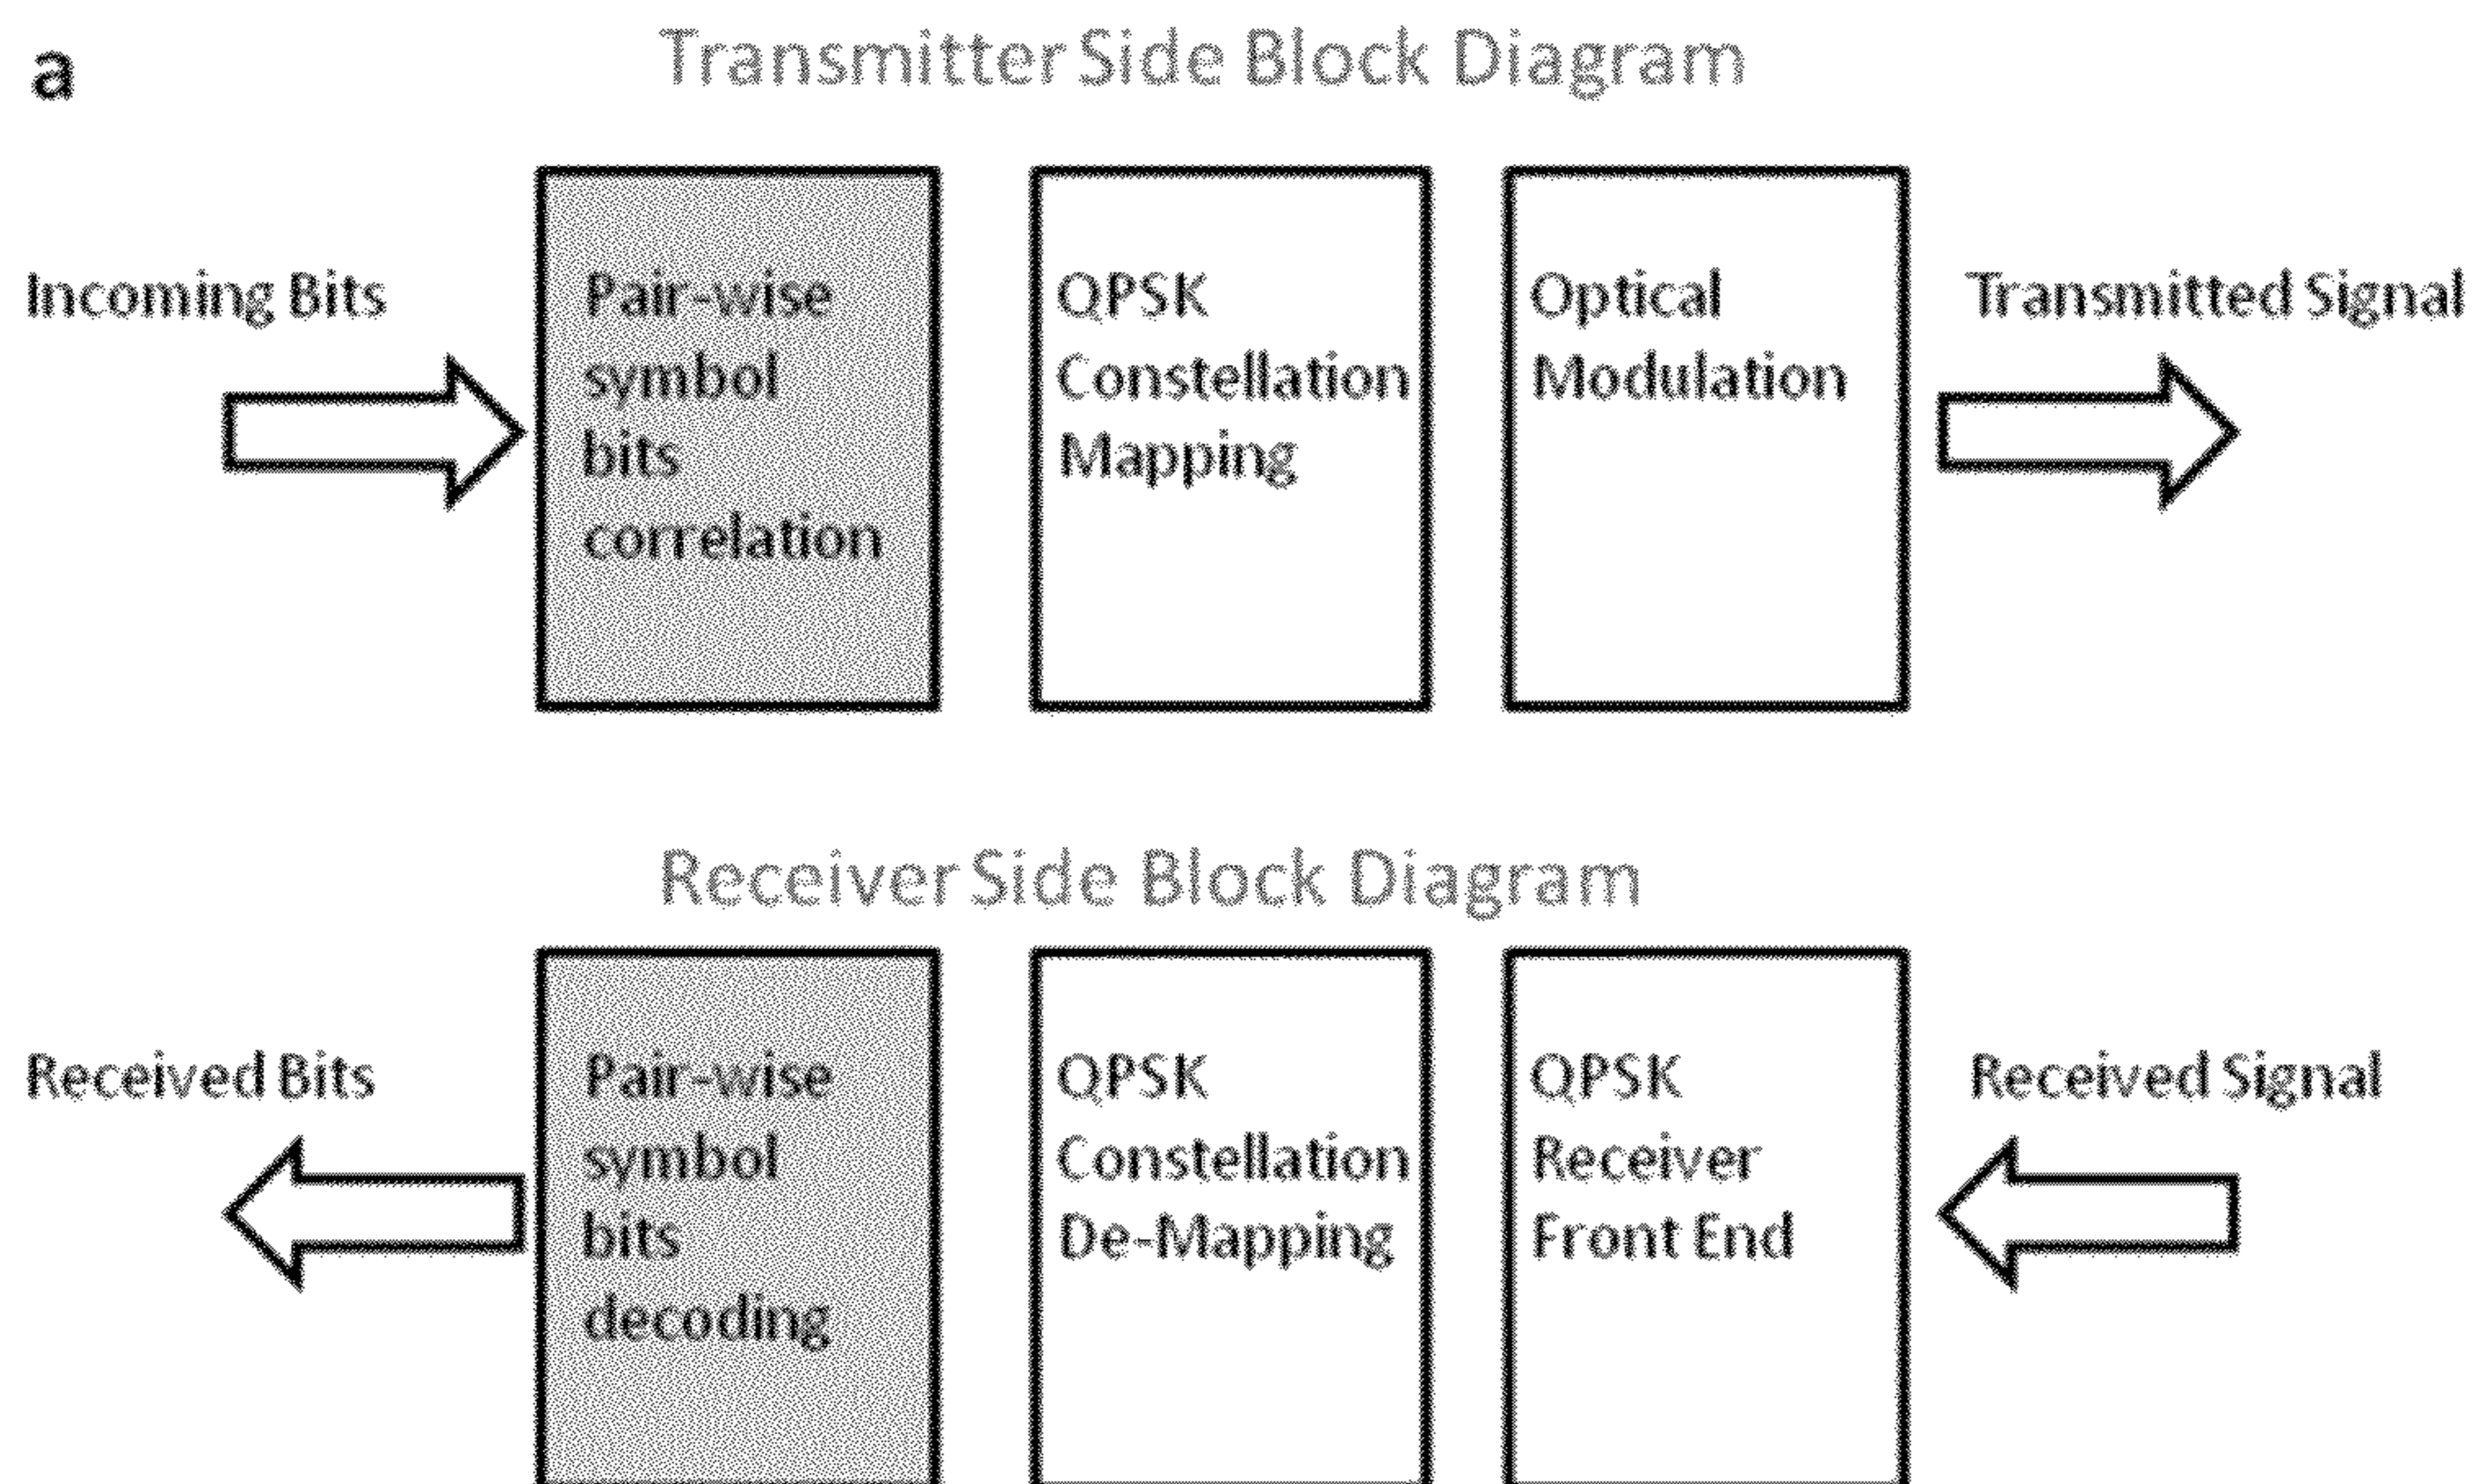 a
Transmitter Side Block Diagram
Incoming Bits
Pair-wise
symbol
bits
correlation
QPSK
Constellation
Mapping
Optical
Modulation
Transmitted Signal
Receiver Side Block Diagram
Received Bits
Pair-wise
symbol
bits
decoding
QPSK
Constellation
De-Mapping
QPSK
Receiver
Front End
Received Signal